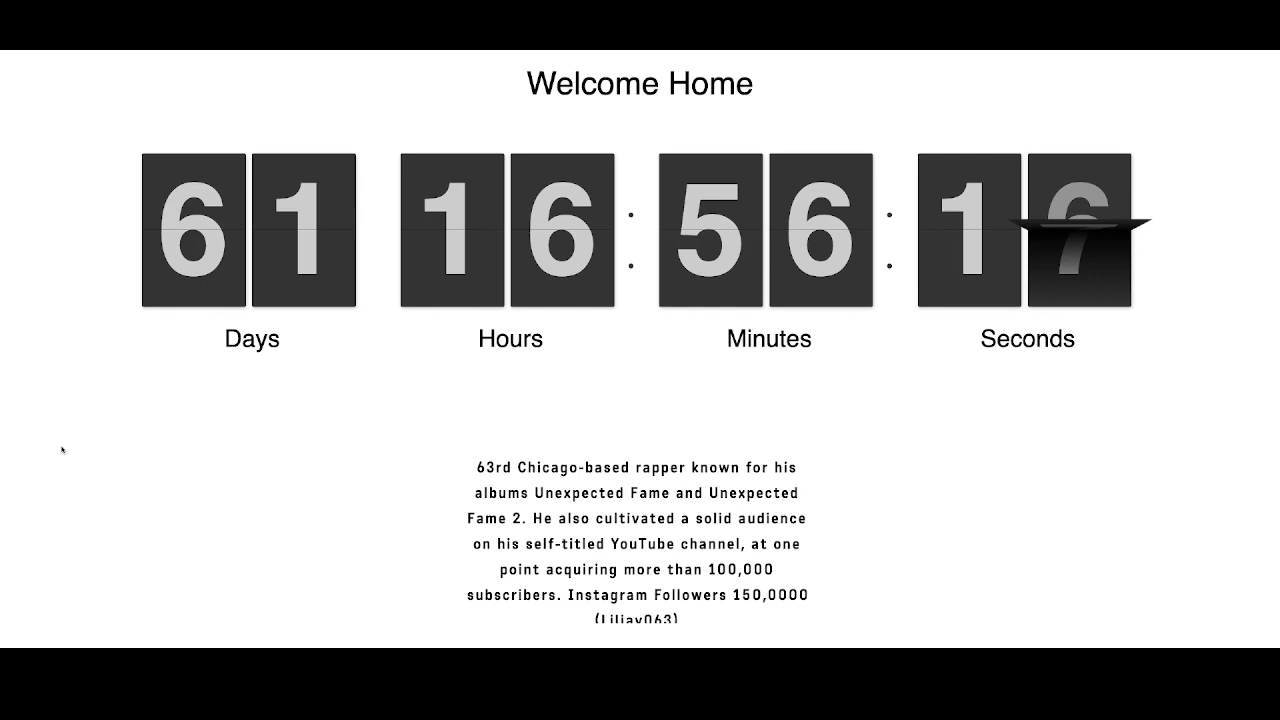 Welcome Home
61 16 : 56 : 1
Days Hours Minutes Seconds
63rd Chicago-based rapper known for his
albums Unexpected Fame and Unexpected
Fame 2. He also cultivated a solid audience
on his self-titled YouTube channel, at one
point acquiring more than 100,000
subscribers. Instagram Followers 150,0000